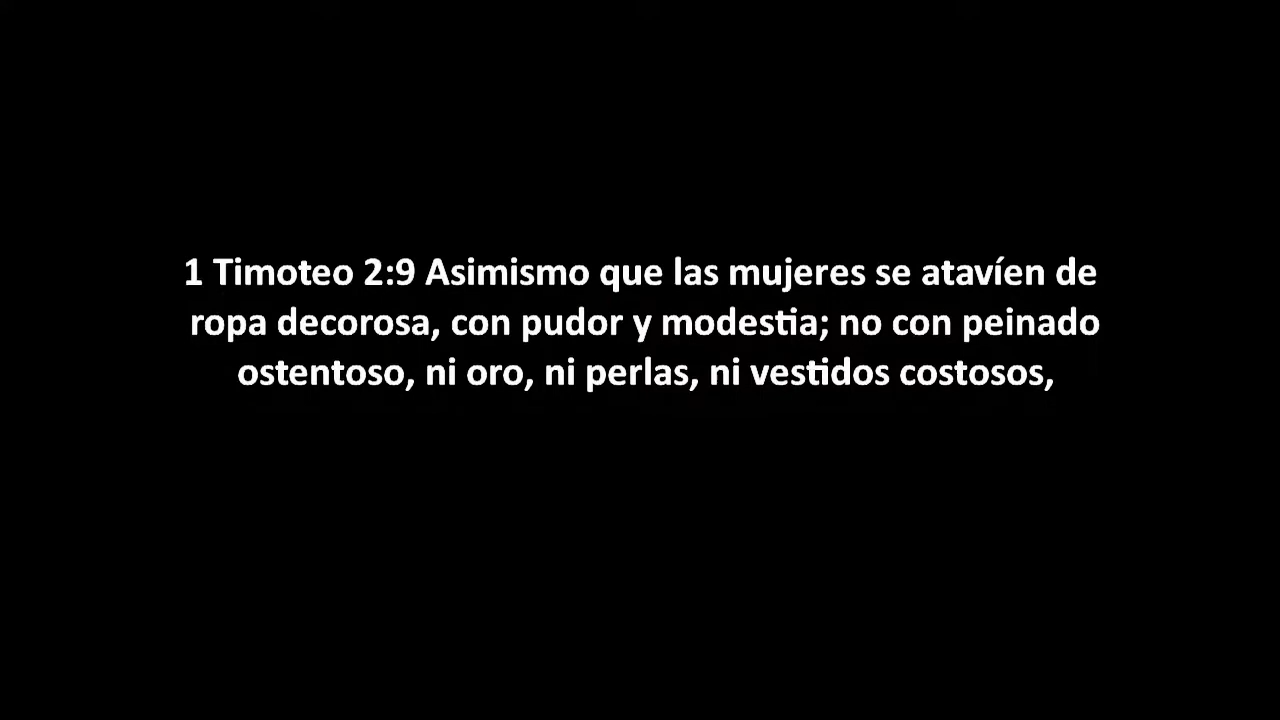 1 Timoteo 2:9 Asimismo que las mujeres se atavíen de
ropa decorosa, con pudor y modestia; no con peinado
ostentoso, ni oro, ni perlas, ni vestidos costosos,